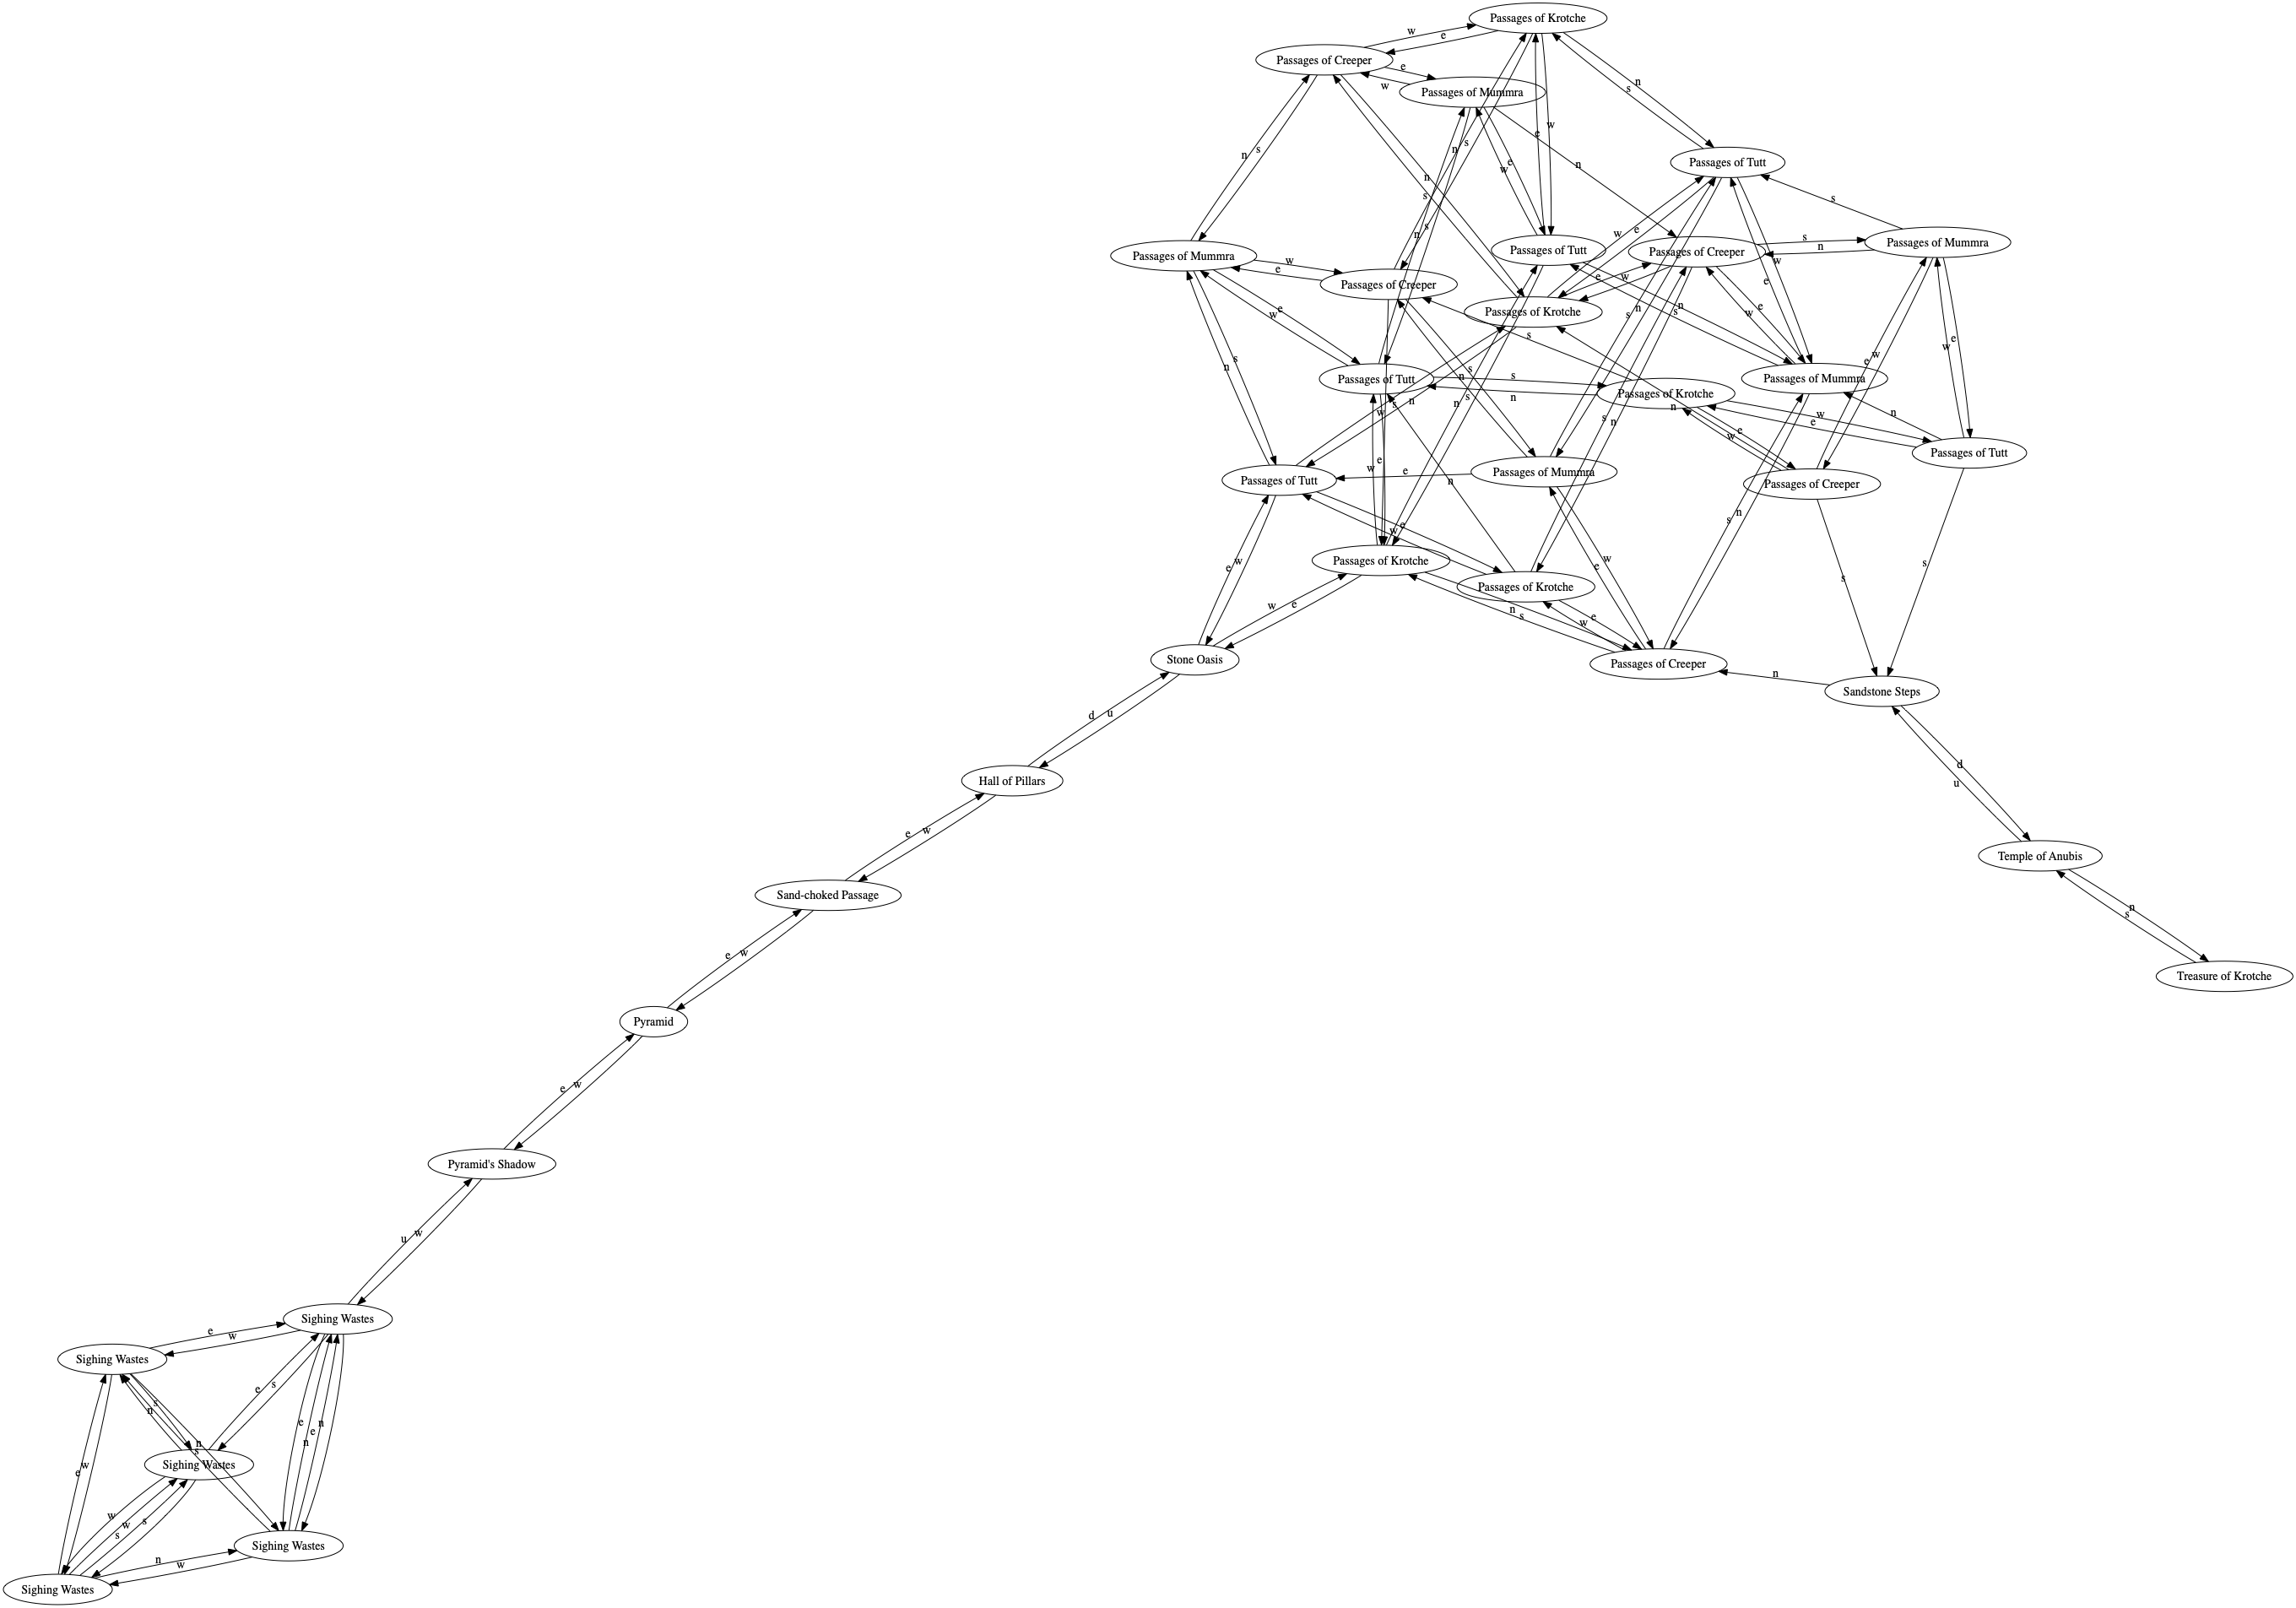 Passages of Krotche
w
e
Passages of Creeper
e
w
Passages of Mummra
n
s
w
e
n
s
n
s
e
w
n
Passages of Tutt
n
s
s
n
s
n
s
w
e
Passages of Mummra
Passages of Tutt
Passages of Creeper
s
n
Passages of Mummra
w
e
Passages of Creeper
e
w
w
e
Passages of Krotche
e
w
s
n
n
s
e
w
w
e
s
s
n
e
w
e
w
Passages of Tutt
s
n
Passages of Krotche
Passages of Mummra
s
n
s
n
w
s
n
n
s
n
s
n
w
e
n
w
e
Passages of Tutt
Passages of Tutt
w
e
e
Passages of Mummra
n
Passages of Creeper
w
e
s
n
e
w
Passages of Krotche
Passages of Krotche
w
e
w
e
n
s
e
w
s
s
Stone Oasis
Passages of Creeper
n
Sandstone Steps
d
u
Hall of Pillars
d
u
e
w
Temple of Anubis
Sand-choked Passage
n
s
e
w
Treasure of Krotche
Pyramid
e
w
Pyramid's Shadow
u
w
Sighing Wastes
e
w
Sighing Wastes
e
s
s
n
e
n
e
n
n
s
Sighing Wastes
e
w
w
w
s
s
Sighing Wastes
n
w
Sighing Wastes